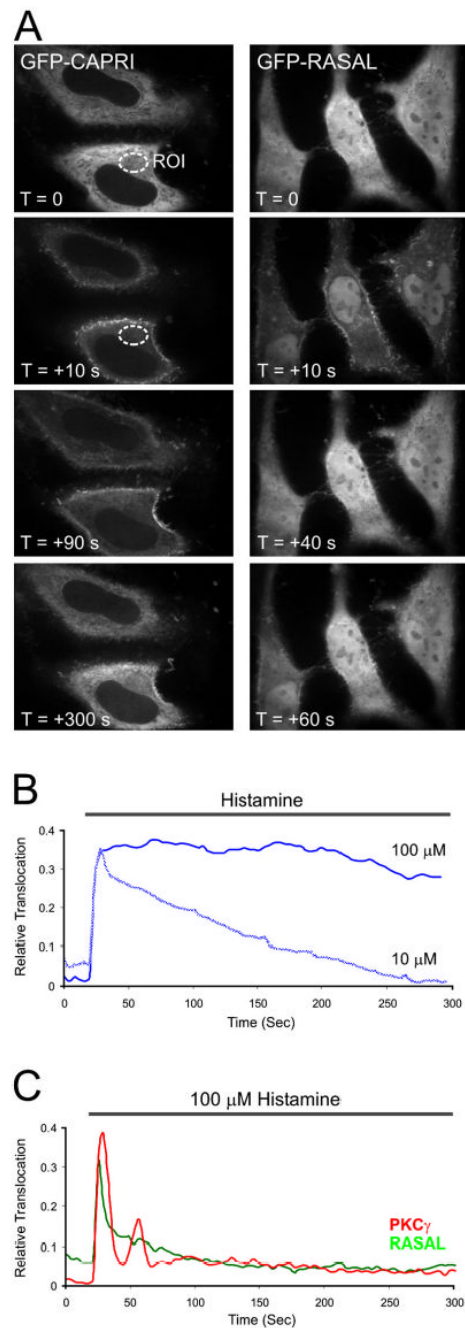 A
GFP-CAPRI
GFP-RASAL
ROI
T = 0
T = 0
T = +10 s
T = +10 s
T = +90 s
T = +40 s
T = +300 s
T = +60 s
B
Histamine
0.4
0.3
0.2
0.1
0
100 μM
10 μM
Relative Translocation
0 50 100 150 200 250 300
Time (Sec)
C
100 μM Histamine
0.4
0.3
0.2
0.1
0
PKCγ
RASAL
Relative Translocation
0 50 100 150 200 250 300
Time (Sec)